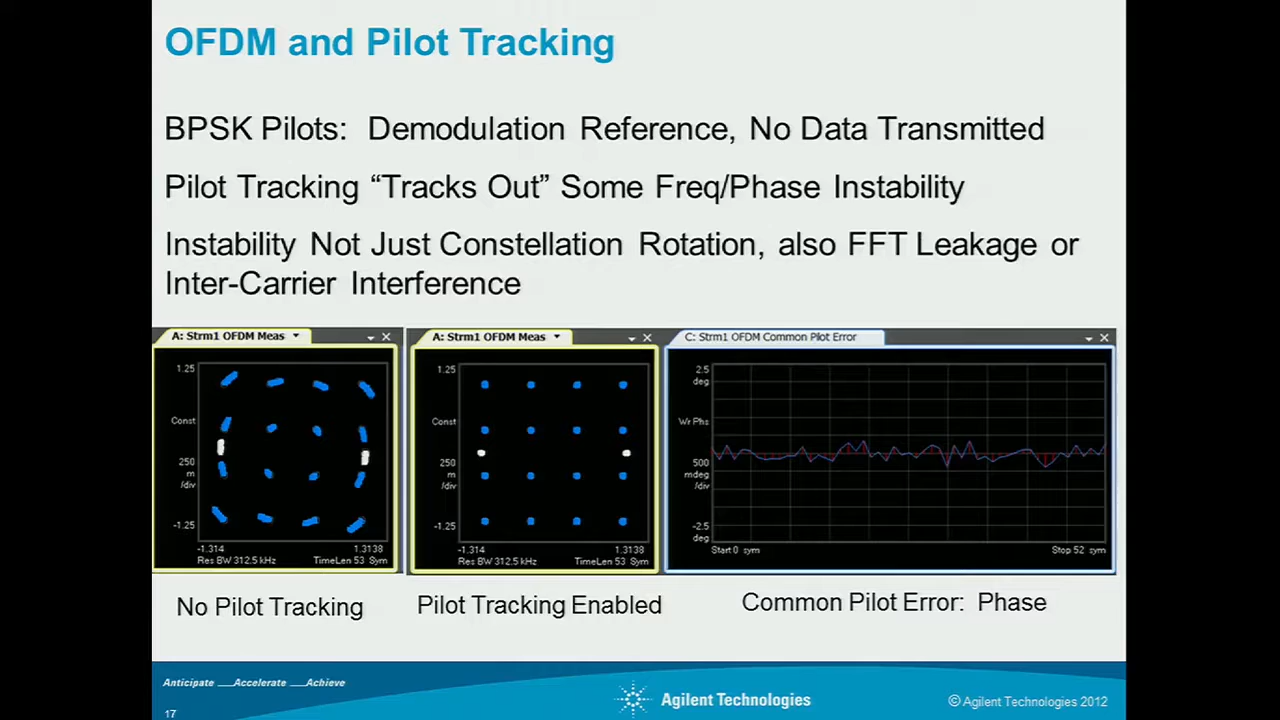 OFDM and Pilot Tracking
BPSK Pilots: Demodulation Reference, No Data Transmitted
Pilot Tracking “Tracks Out” Some Freq/Phase Instability
Instability Not Just Constellation Rotation, also FFT Leakage or
Inter-Carrier Interference
A: Strm1 OFDM Meas
1.25
Const
250
m
/div
-1.25
-1.314 1.3138
Res BW 312.5 kHz TimeLen 53 Sym
No Pilot Tracking
A: Strm1 OFDM Meas
1.25
Const
250
m
/div
-1.25
-1.314 1.3138
Res BW 312.5 kHz TimeLen 53 Sym
Pilot Tracking Enabled
C: Strm1 OFDM Common Pilot Error
2.5
deg
Wr Phs
500
mdeg
/div
-2.5
deg
Start 0 sym Stop 52 sym
Common Pilot Error: Phase
Anticipate __Accelerate __Achieve
Agilent Technologies
© Agilent Technologies 2012
17